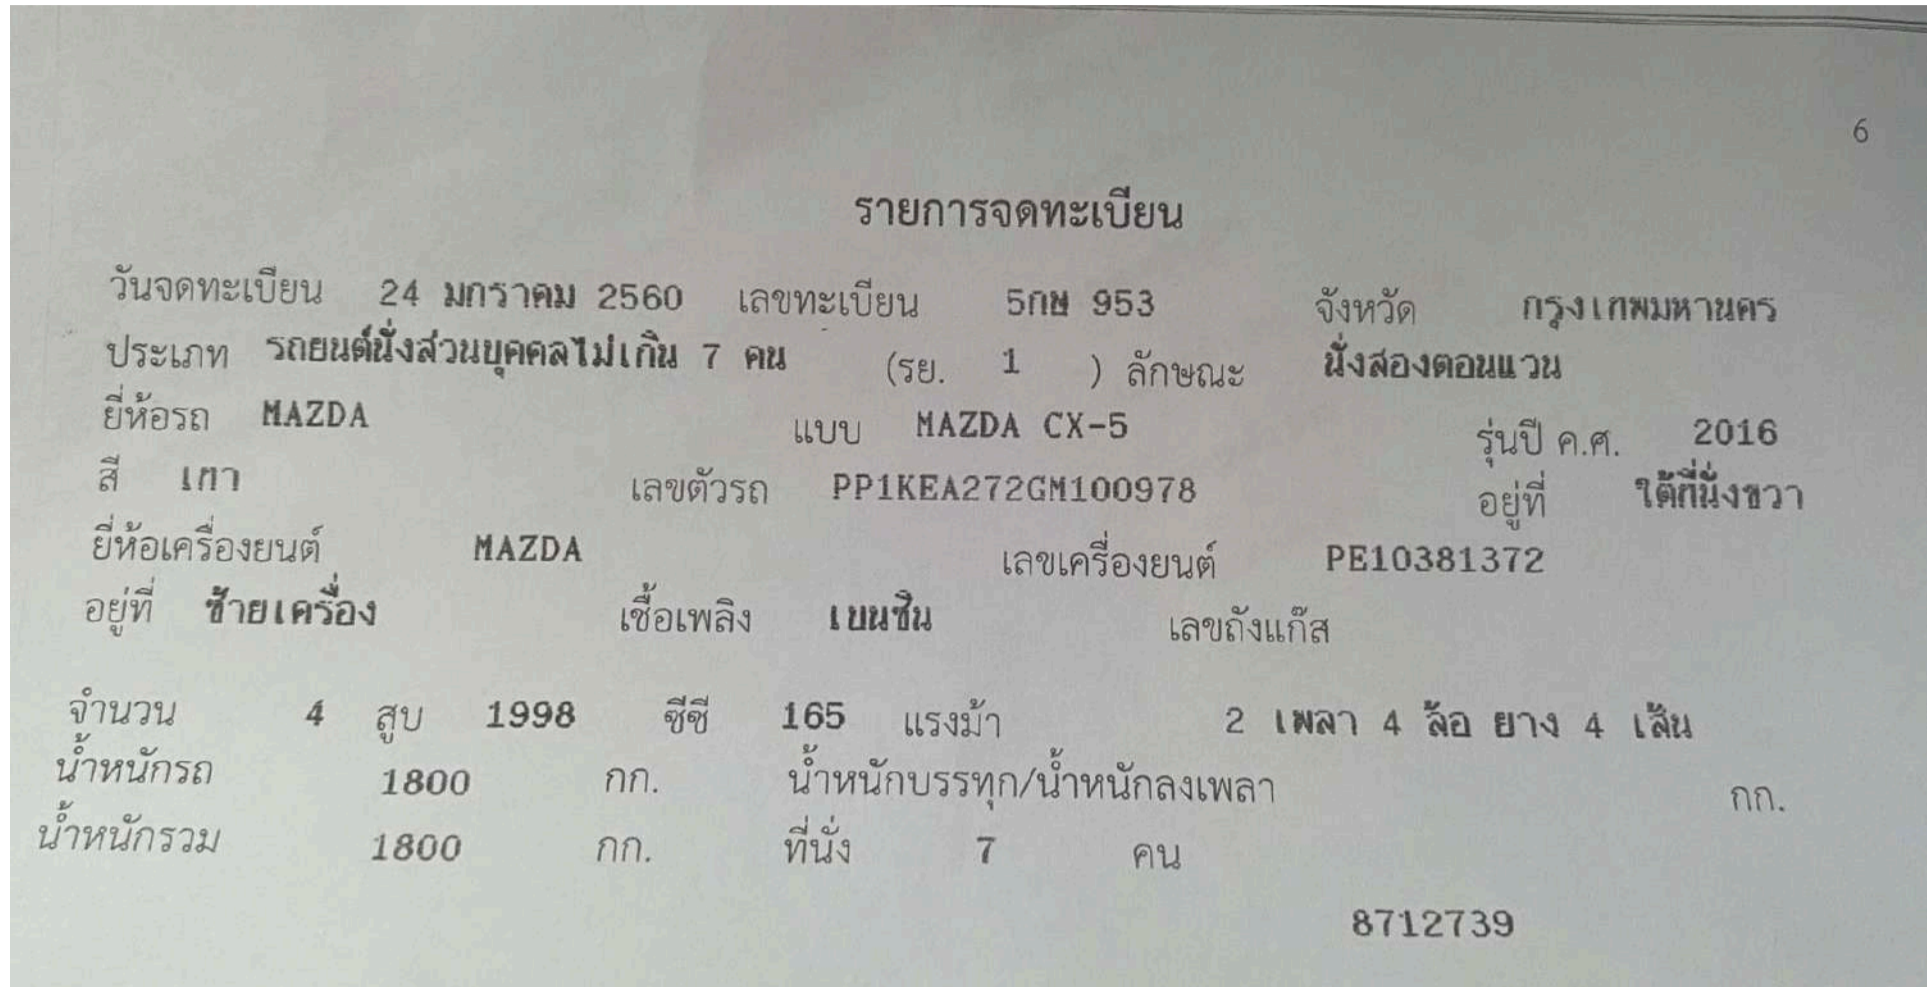 6
รายการจดทะเบียน
วันจดทะเบียน 24 มกราคม 2560 เลขทะเบียน 5กษ 953 จังหวัด กรุงเทพมหานคร
ประเภท รถยนต์นั่งส่วนบุคคลไม่เกิน 7 คน (รย. 1 ) ลักษณะ นั่งสองตอนแวน
ยี่ห้อรถ MAZDA แบบ MAZDA CX-5 รุ่นปี ค.ศ. 2016
สี เทา เลขตัวรถ PP1KEA272GM100978 อยู่ที่ ใต้ที่นั่งขวา
ยี่ห้อเครื่องยนต์ MAZDA เลขเครื่องยนต์ PE10381372
อยู่ที่ ซ้ายเครื่อง เชื้อเพลิง เบนซิน เลขถังแก๊ส
จำนวน 4 สูบ 1998 ซีซี 165 แรงม้า 2 เพลา 4 ล้อ ยาง 4 เส้น
น้ำหนักรถ 1800 กก. น้ำหนักบรรทุก/น้ำหนักลงเพลา กก.
น้ำหนักรวม 1800 กก. ที่นั่ง 7 คน
8712739